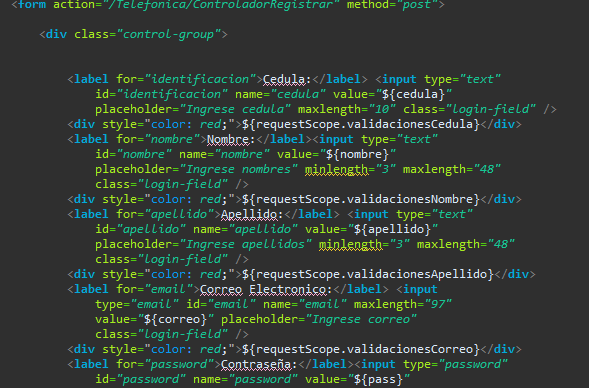 <form action="/Telefonica/ControladorRegistrar" method="post">
<div class="control-group">
<label for="identificacion">Cedula:</label> <input type="text"
id="identificacion" name="cedula" value="${cedula}"
placeholder="Ingrese cedula" maxlength="10" class="login-field" />
<div style="color: red;">${requestScope.validacionesCedula}</div>
<label for="nombre">Nombre:</label><input type="text"
id="nombre" name="nombre" value="${nombre}"
placeholder="Ingrese nombres" minlength="3" maxlength="48"
class="login-field" />
<div style="color: red;">${requestScope.validacionesNombre}</div>
<label for="apellido">Apellido:</label> <input type="text"
id="apellido" name="apellido" value="${apellido}"
placeholder="Ingrese apellidos" minlength="3" maxlength="48"
class="login-field" />
<div style="color: red;">${requestScope.validacionesApellido}</div>
<label for="email">Correo Electronico:</label> <input
type="email" id="email" name="email" maxlength="97"
value="${correo}" placeholder="Ingrese correo"
class="login-field" />
<div style="color: red;">${requestScope.validacionesCorreo}</div>
<label for="password">Contraseña:</label><input type="password"
id="password" name="password" value="${pass}"